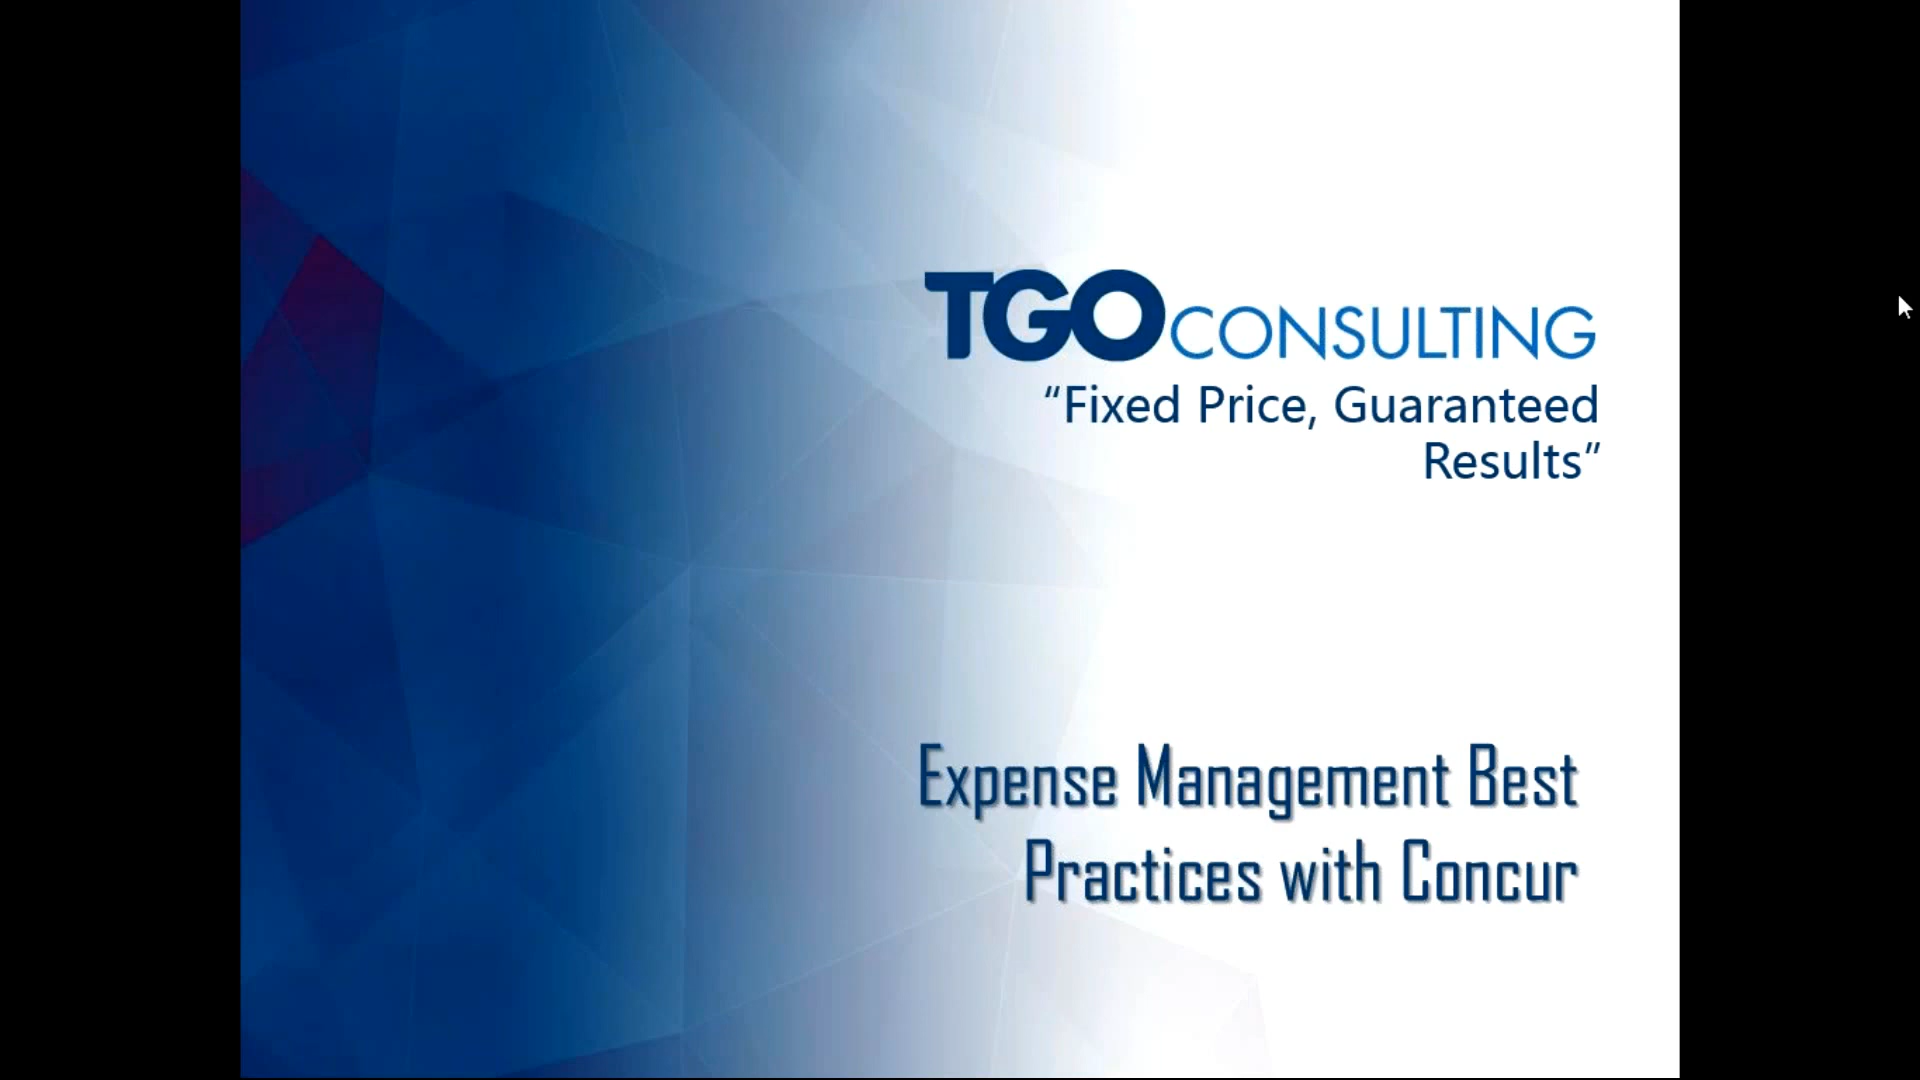 TGO CONSULTING
“Fixed Price, Guaranteed
Results”
Expense Management Best
Practices with Concur